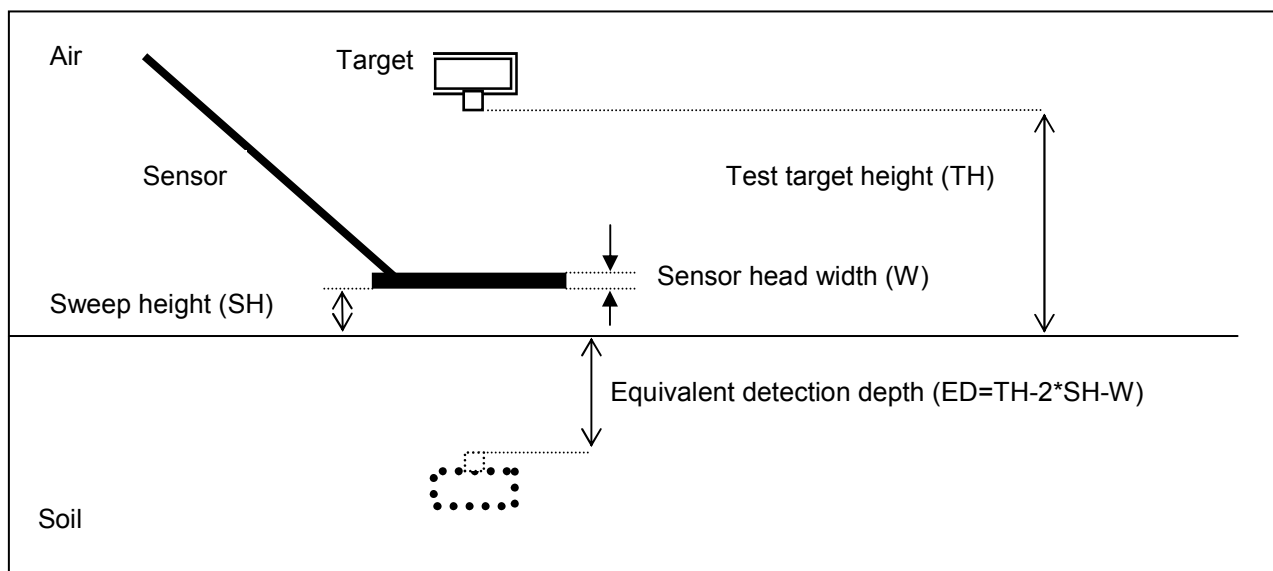 Air
Target
Sensor
Test target height (TH)
Sensor head width (W)
Sweep height (SH)
Equivalent detection depth (ED=TH-2*SH-W)
Soil